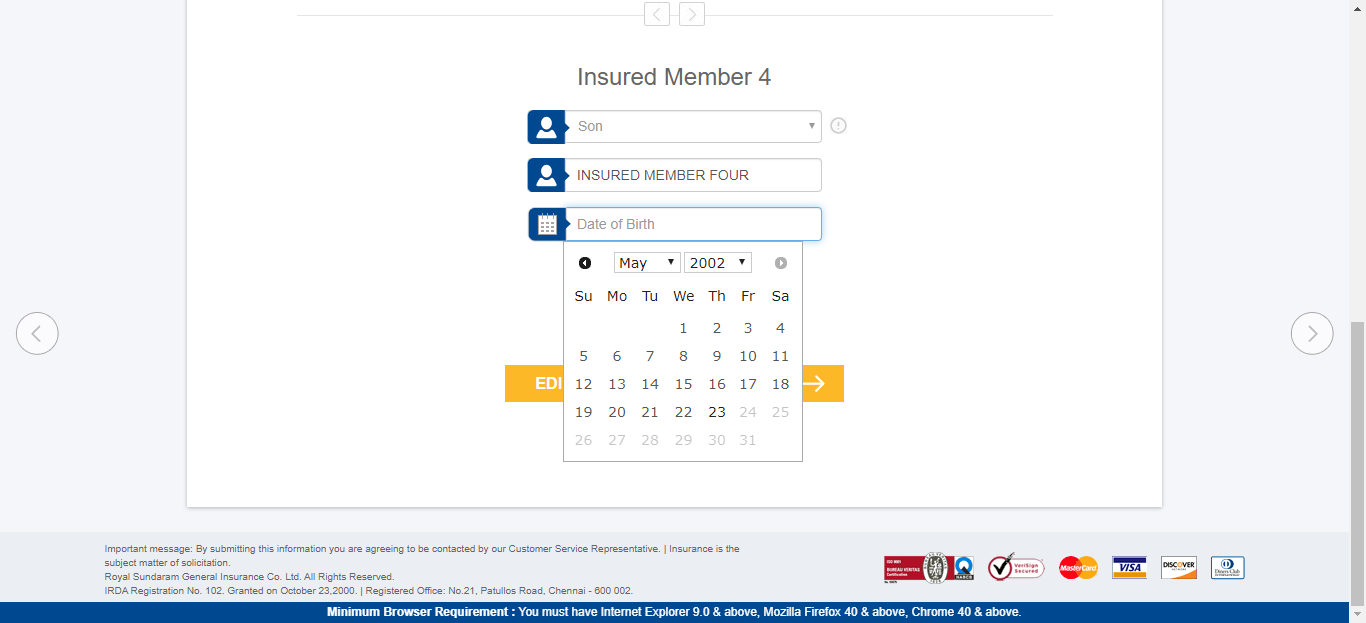 Insured Member 4
Son
INSURED MEMBER FOUR
Date of Birth
May 2002
Su Mo Tu We Th Fr Sa
1 2 3 4
5 6 7 8 9 10 11
12 13 14 15 16 17 18
EDI
19 20 21 22 23 24 25
26 27 28 29 30 31
Important message: By submitting this information you are agreeing to be contacted by our Customer Service Representative. | Insurance is the
subject matter of solicitation.
Royal Sundaram General Insurance Co. Ltd. All Rights Reserved.
IRDA Registration No. 102. Granted on October 23,2000. | Registered Office: No.21, Patullos Road, Chennai - 600 002.
BUREAU VERITAS
Certification
VeriSign
Secured
MasterCard
VISA
DISCOVER
Diners Club
Minimum Browser Requirement : You must have Internet Explorer 9.0 & above, Mozilla Firefox 40 & above, Chrome 40 & above.